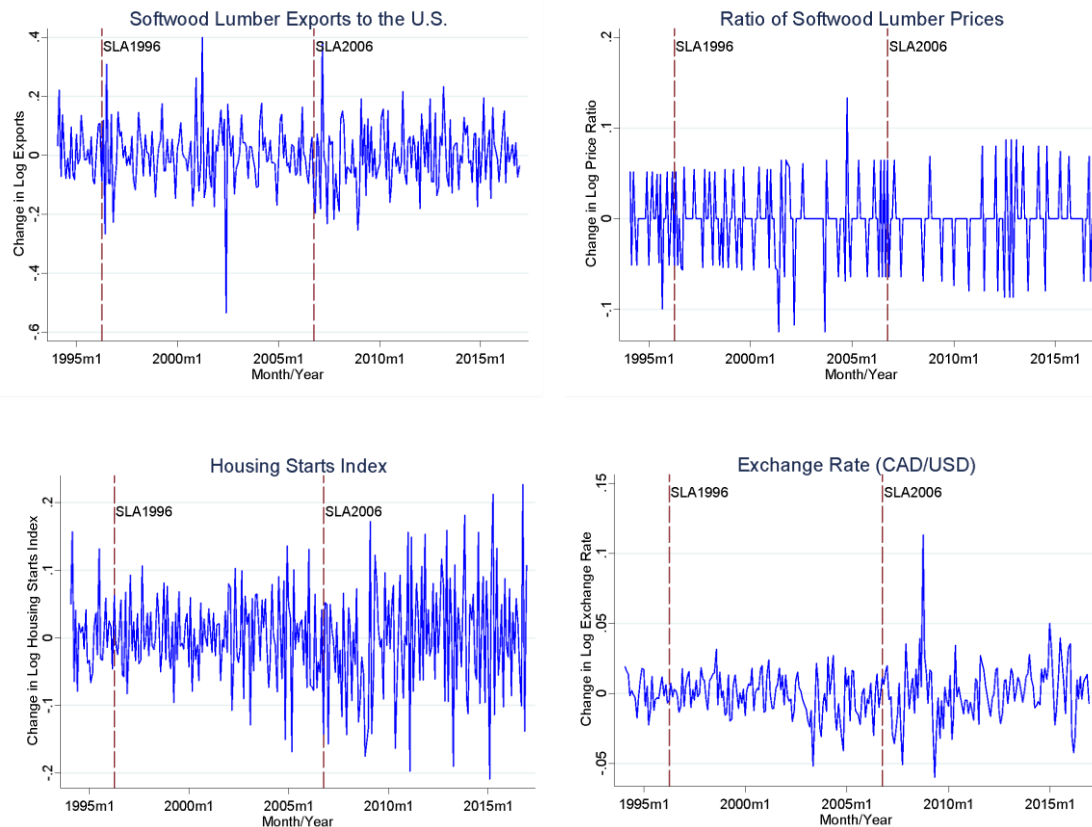 Softwood Lumber Exports to the U.S.
SLA1996
SLA2006
Change in Log Exports
.4
.2
0
-.2
-.4
-.6
1995m1 2000m1 2005m1 2010m1 2015m1
Month/Year
Ratio of Softwood Lumber Prices
SLA1996
SLA2006
Change in Log Price Ratio
.2
.1
0
-.1
1995m1 2000m1 2005m1 2010m1 2015m1
Month/Year
Housing Starts Index
SLA1996
SLA2006
Change in Log Housing Starts Index
.2
.1
0
-.1
-.2
1995m1 2000m1 2005m1 2010m1 2015m1
Month/Year
Exchange Rate (CAD/USD)
SLA1996
SLA2006
Change in Log Exchange Rate
.15
.1
.05
0
-.05
1995m1 2000m1 2005m1 2010m1 2015m1
Month/Year